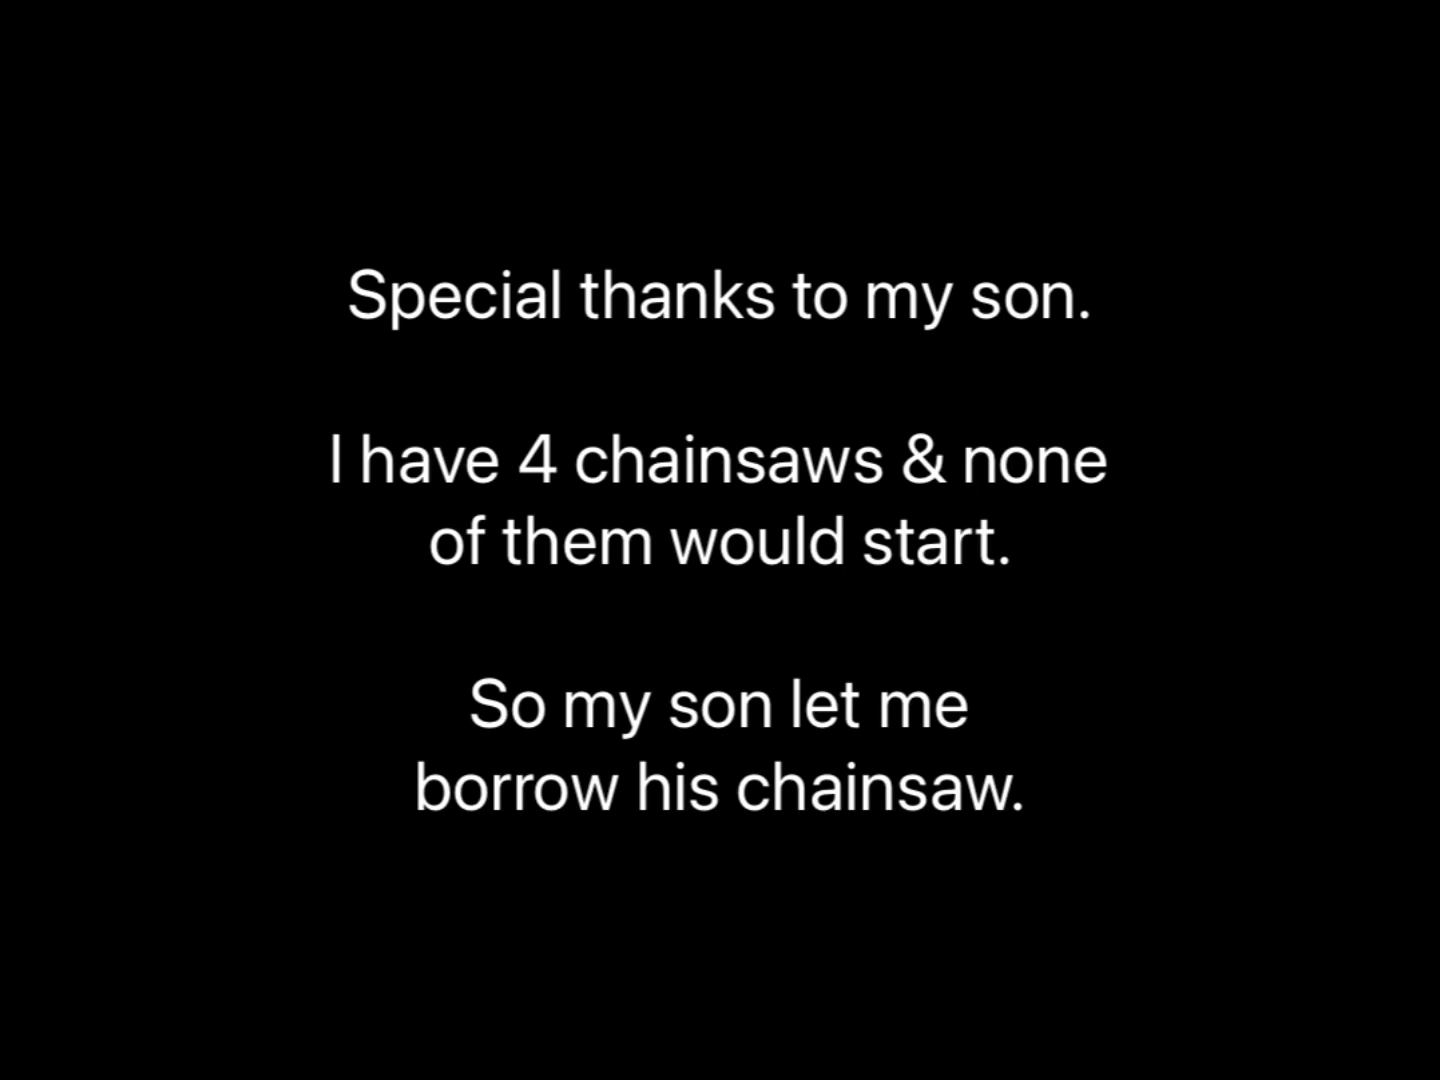 Special thanks to my son.
I have 4 chainsaws & none
of them would start.
So my son let me
borrow his chainsaw.